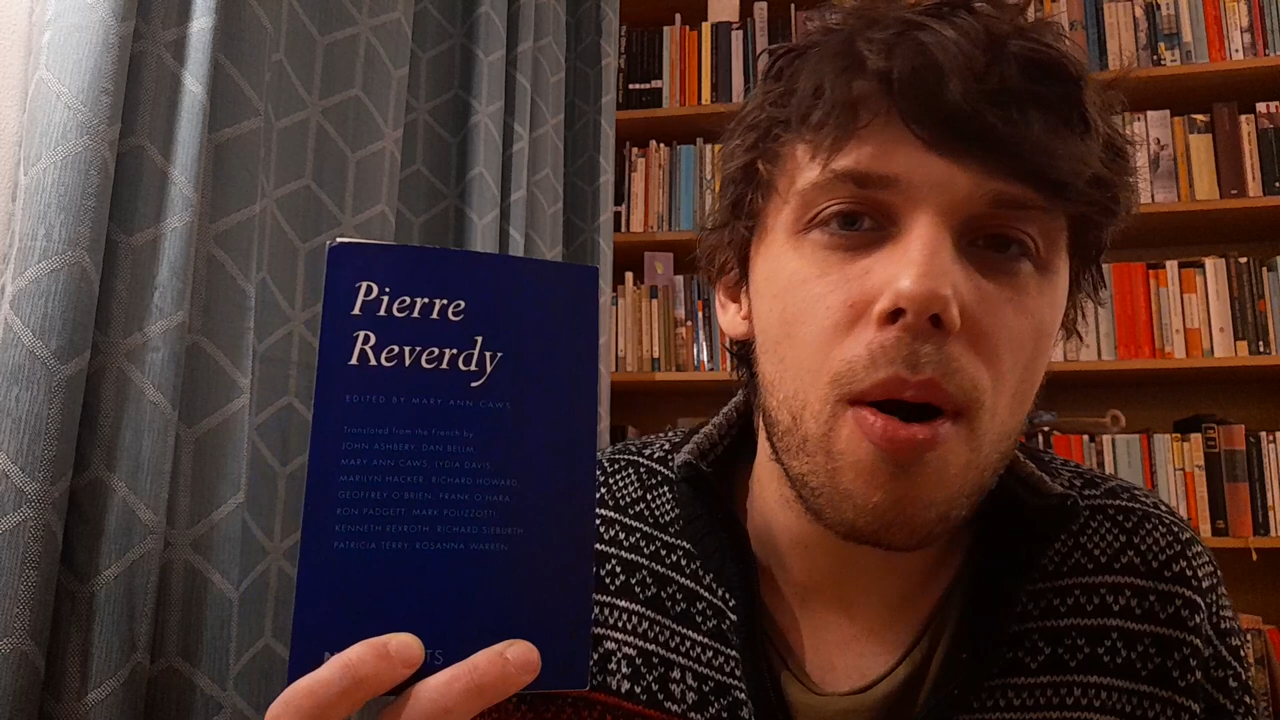 Pierre
Reverdy
EDITED BY MARY ANN CAWS
Translated from the French by
JOHN ASHBERY, DAN BELLM,
MARY ANN CAWS, LYDIA DAVIS,
MARILYN HACKER, RICHARD HOWARD,
GEOFFREY O'BRIEN, FRANK O'HARA,
RON PADGETT, MARK POLIZZOTTI,
KENNETH REXROTH, RICHARD SIEBURTH,
PATRICIA TERRY, ROSANNA WARREN